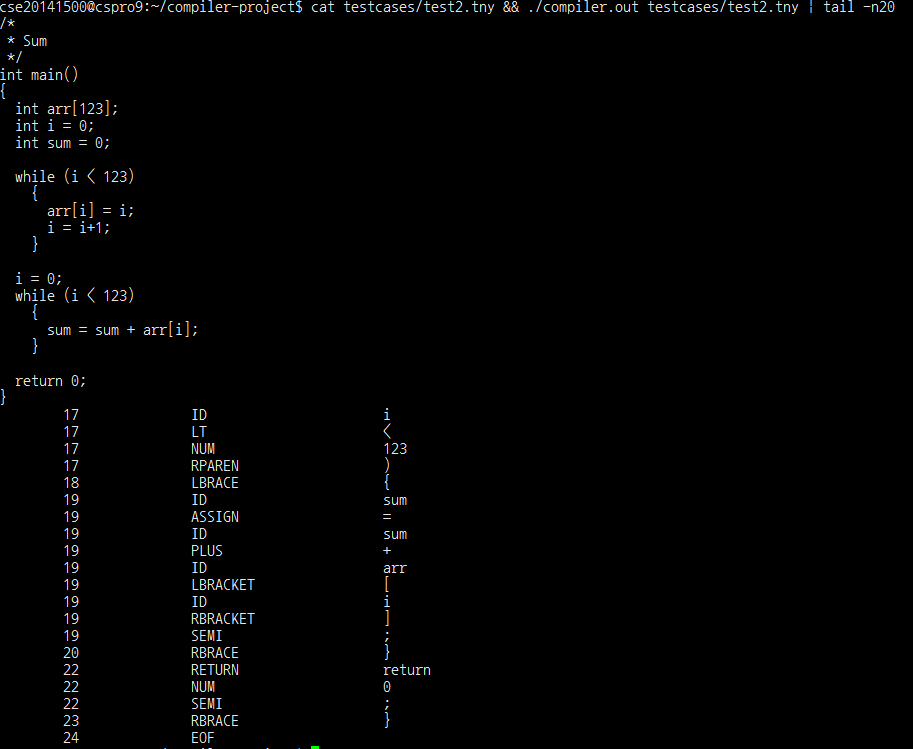 cse20141500@cspro9:~/compiler-project$ cat testcases/test2.tny && ./compiler.out testcases/test2.tny | tail -n20
/*
 * Sum
 */
int main()
{
  int arr[123];
  int i = 0;
  int sum = 0;

  while (i < 123)
    {
      arr[i] = i;
      i = i+1;
    }

  i = 0;
  while (i < 123)
    {
      sum = sum + arr[i];
    }

  return 0;
}
        17              ID                      i
        17              LT                      <
        17              NUM                     123
        17              RPAREN                  )
        18              LBRACE                  {
        19              ID                      sum
        19              ASSIGN                  =
        19              ID                      sum
        19              PLUS                    +
        19              ID                      arr
        19              LBRACKET                [
        19              ID                      i
        19              RBRACKET                ]
        19              SEMI                    ;
        20              RBRACE                  }
        22              RETURN                  return
        22              NUM                     0
        22              SEMI                    ;
        23              RBRACE                  }
        24              EOF